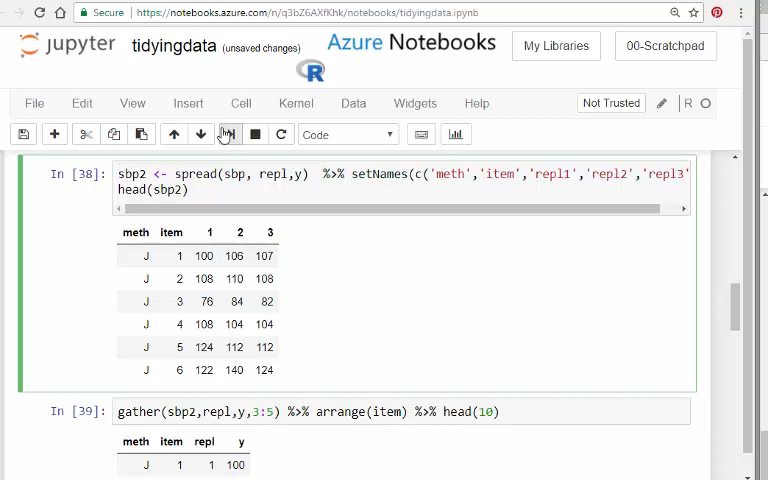 Secure https://notebooks.azure.com/n/q3bZ6AXfKhk/notebooks/tidyingdata.ipynb
jupyter tidyingdata (unsaved changes) Azure Notebooks My Libraries 00-Scratchpad
R
File Edit View Insert Cell Kernel Data Widgets Help Not Trusted R
Code
In [38]: sbp2 <- spread(sbp, repl,y) %>% setNames(c('meth','item','repl1','repl2','repl3'
head(sbp2)
meth item 1 2 3
J 1 100 106 107
J 2 108 110 108
J 3 76 84 82
J 4 108 104 104
J 5 124 112 112
J 6 122 140 124
In [39]: gather(sbp2,repl,y,3:5) %>% arrange(item) %>% head(10)
meth item repl y
J 1 1 100